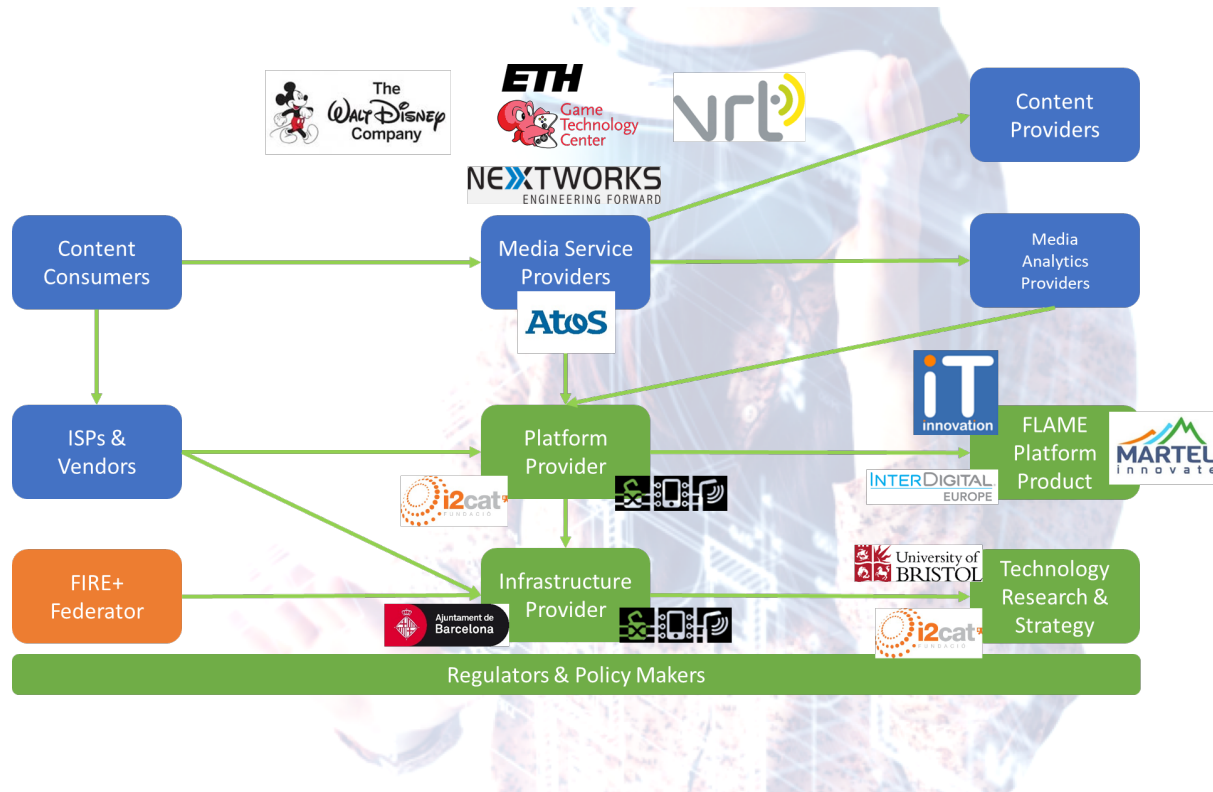 The
WALT DISNEY
Company
ETH
Game
Technology
Center
vrt
NEXTWORKS
ENGINEERING FORWARD
Content
Providers
Content
Consumers
Media Service
Providers
Media
Analytics
Providers
Atos
iT
innovation
ISPs &
Vendors
Platform
Provider
FLAME
Platform
Product
MARTEL
innovate
i2cat
FUNDACIÓ
INTERDIGITAL
EUROPE
FIRE+
Federator
Infrastructure
Provider
University of
BRISTOL
Technology
Research &
Strategy
Ajuntament de
Barcelona
i2cat
FUNDACIÓ
Regulators & Policy Makers